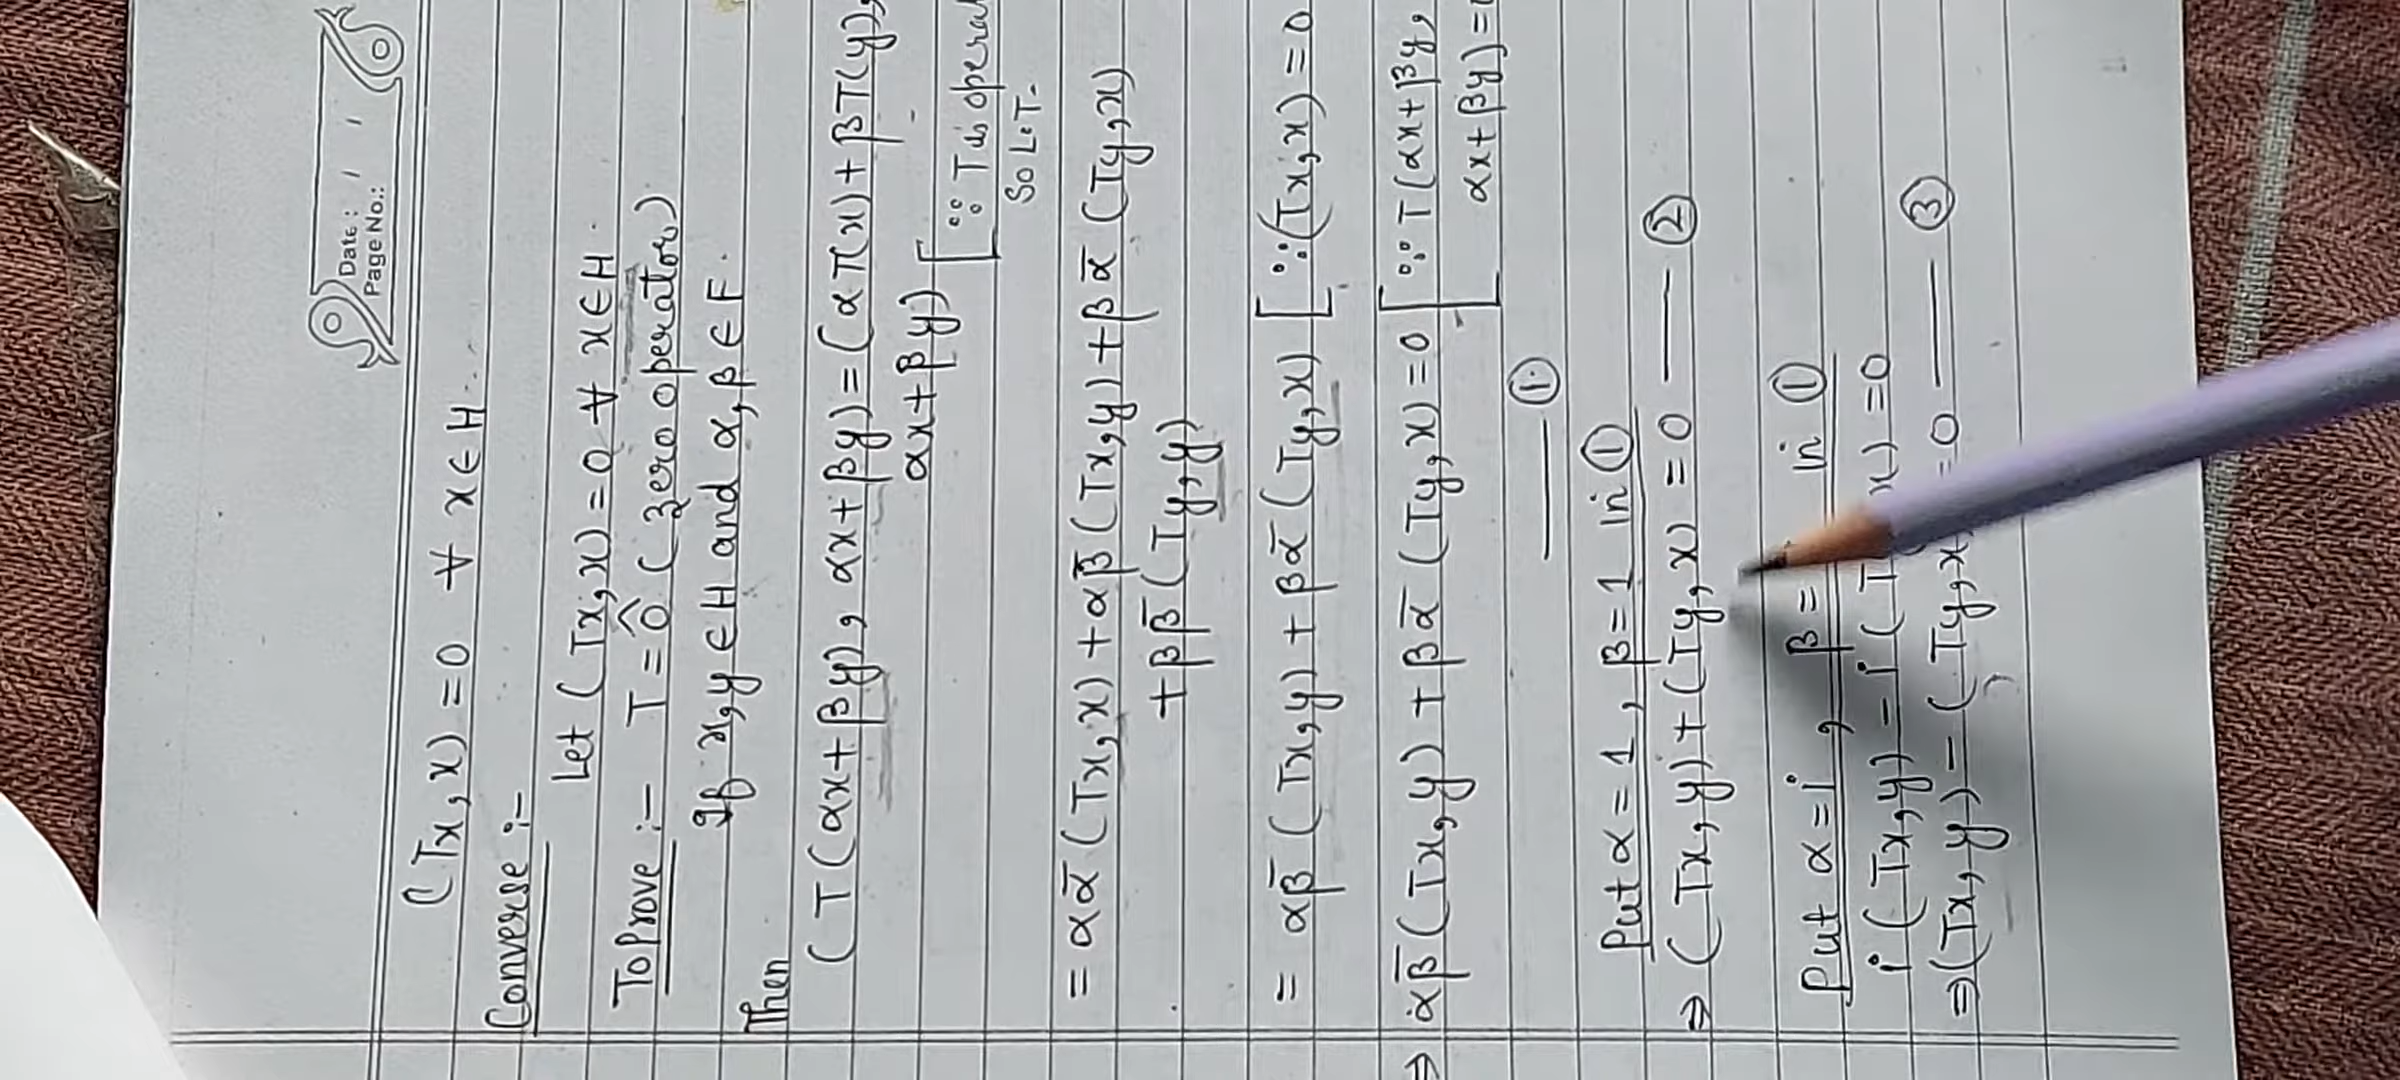 Date : / /
Page No.:
(Tx, x) = 0 ∀ x ∈ H.
Converse :-
Let (Tx, x) = 0 ∀ x ∈ H.
To Prove :- T = Ô (zero operator)
If x, y ∈ H and α, β ∈ F.
Then
(T(αx + βy), αx + βy) = (αT(x) + βT(y),
αx + βy) [∵ T is operat
So L.T.
= αᾱ (Tx, x) + αβ̄ (Tx, y) + βᾱ (Ty, x)
+ ββ̄ (Ty, y)
= αβ̄ (Tx, y) + βᾱ (Ty, x) [∵ (Tx, x) = 0
⇒ αβ̄ (Tx, y) + βᾱ (Ty, x) = 0 [∵ T(αx + βy,
αx + βy) =
— ①
Put α = 1, β = 1 in ①
⇒ (Tx, y) + (Ty, x) = 0 — ②
Put α = i, β = in ①
i (Tx, y) - i (T x) = 0
⇒ (Tx, y) - (Ty, x = 0 — ③